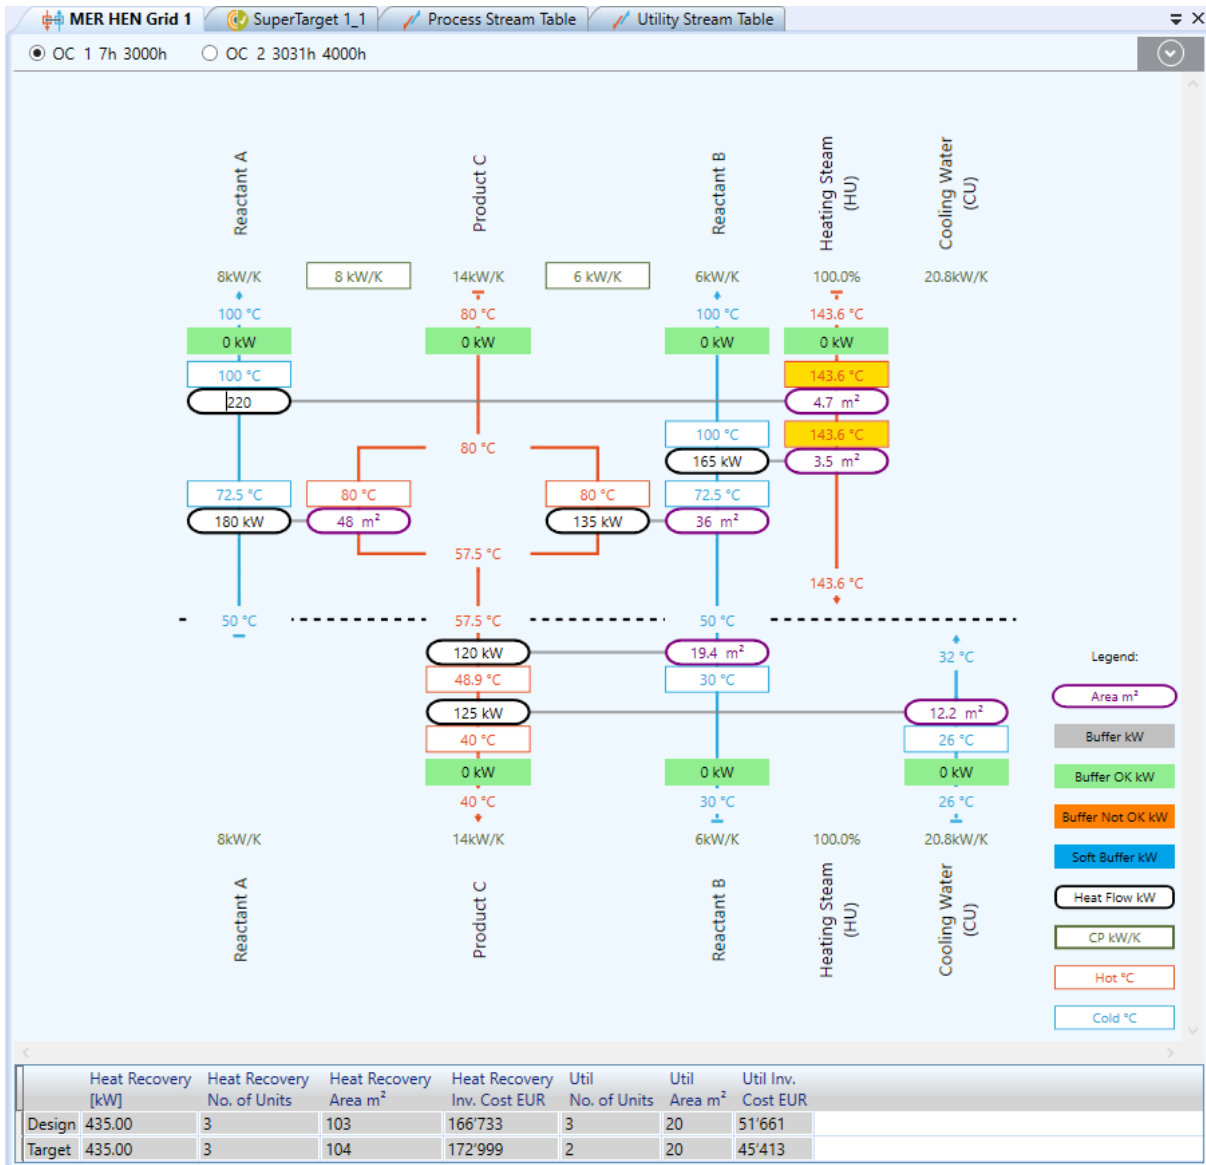 MER HEN Grid 1 SuperTarget 1_1 Process Stream Table Utility Stream Table
OC 1 7h 3000h OC 2 3031h 4000h
Reactant A
Product C
Reactant B
Heating Steam
(HU)
Cooling Water
(CU)
8kW/K 8 kW/K 14kW/K 6 kW/K 6kW/K 100.0% 20.8kW/K
100 °C 80 °C 100 °C 143.6 °C
0 kW 0 kW 0 kW 0 kW
100 °C 143.6 °C
220 4.7 m²
100 °C 143.6 °C
80 °C
165 kW 3.5 m²
72.5 °C 80 °C 80 °C 72.5 °C
180 kW 48 m² 135 kW 36 m²
57.5 °C
143.6 °C
50 °C 57.5 °C 50 °C
120 kW 19.4 m² 32 °C
48.9 °C 30 °C
125 kW 12.2 m²
40 °C 26 °C
0 kW 0 kW 0 kW
40 °C 30 °C 26 °C
8kW/K 14kW/K 6kW/K 100.0% 20.8kW/K
Reactant A
Product C
Reactant B
Heating Steam
(HU)
Cooling Water
(CU)
Legend:
Area m²
Buffer kW
Buffer OK kW
Buffer Not OK kW
Soft Buffer kW
Heat Flow kW
CP kW/K
Hot °C
Cold °C
Heat Recovery Heat Recovery Heat Recovery Heat Recovery Util Util Util Inv.
[kW] No. of Units Area m² Inv. Cost EUR No. of Units Area m² Cost EUR
Design 435.00 3 103 166'733 3 20 51'661
Target 435.00 3 104 172'999 2 20 45'413